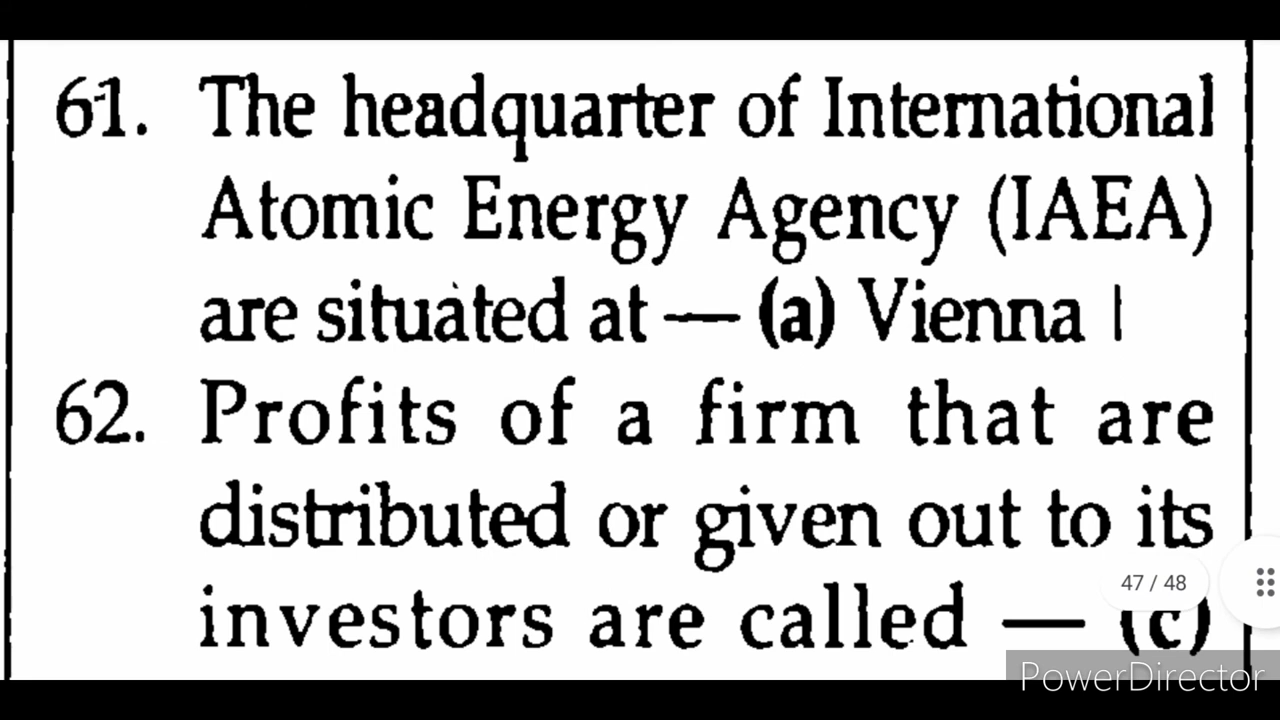 61. The headquarter of International
Atomic Energy Agency (IAEA)
are situated at — (a) Vienna |
62. Profits of a firm that are
distributed or given out to its
investors are called — (c)
47 / 48
PowerDirector